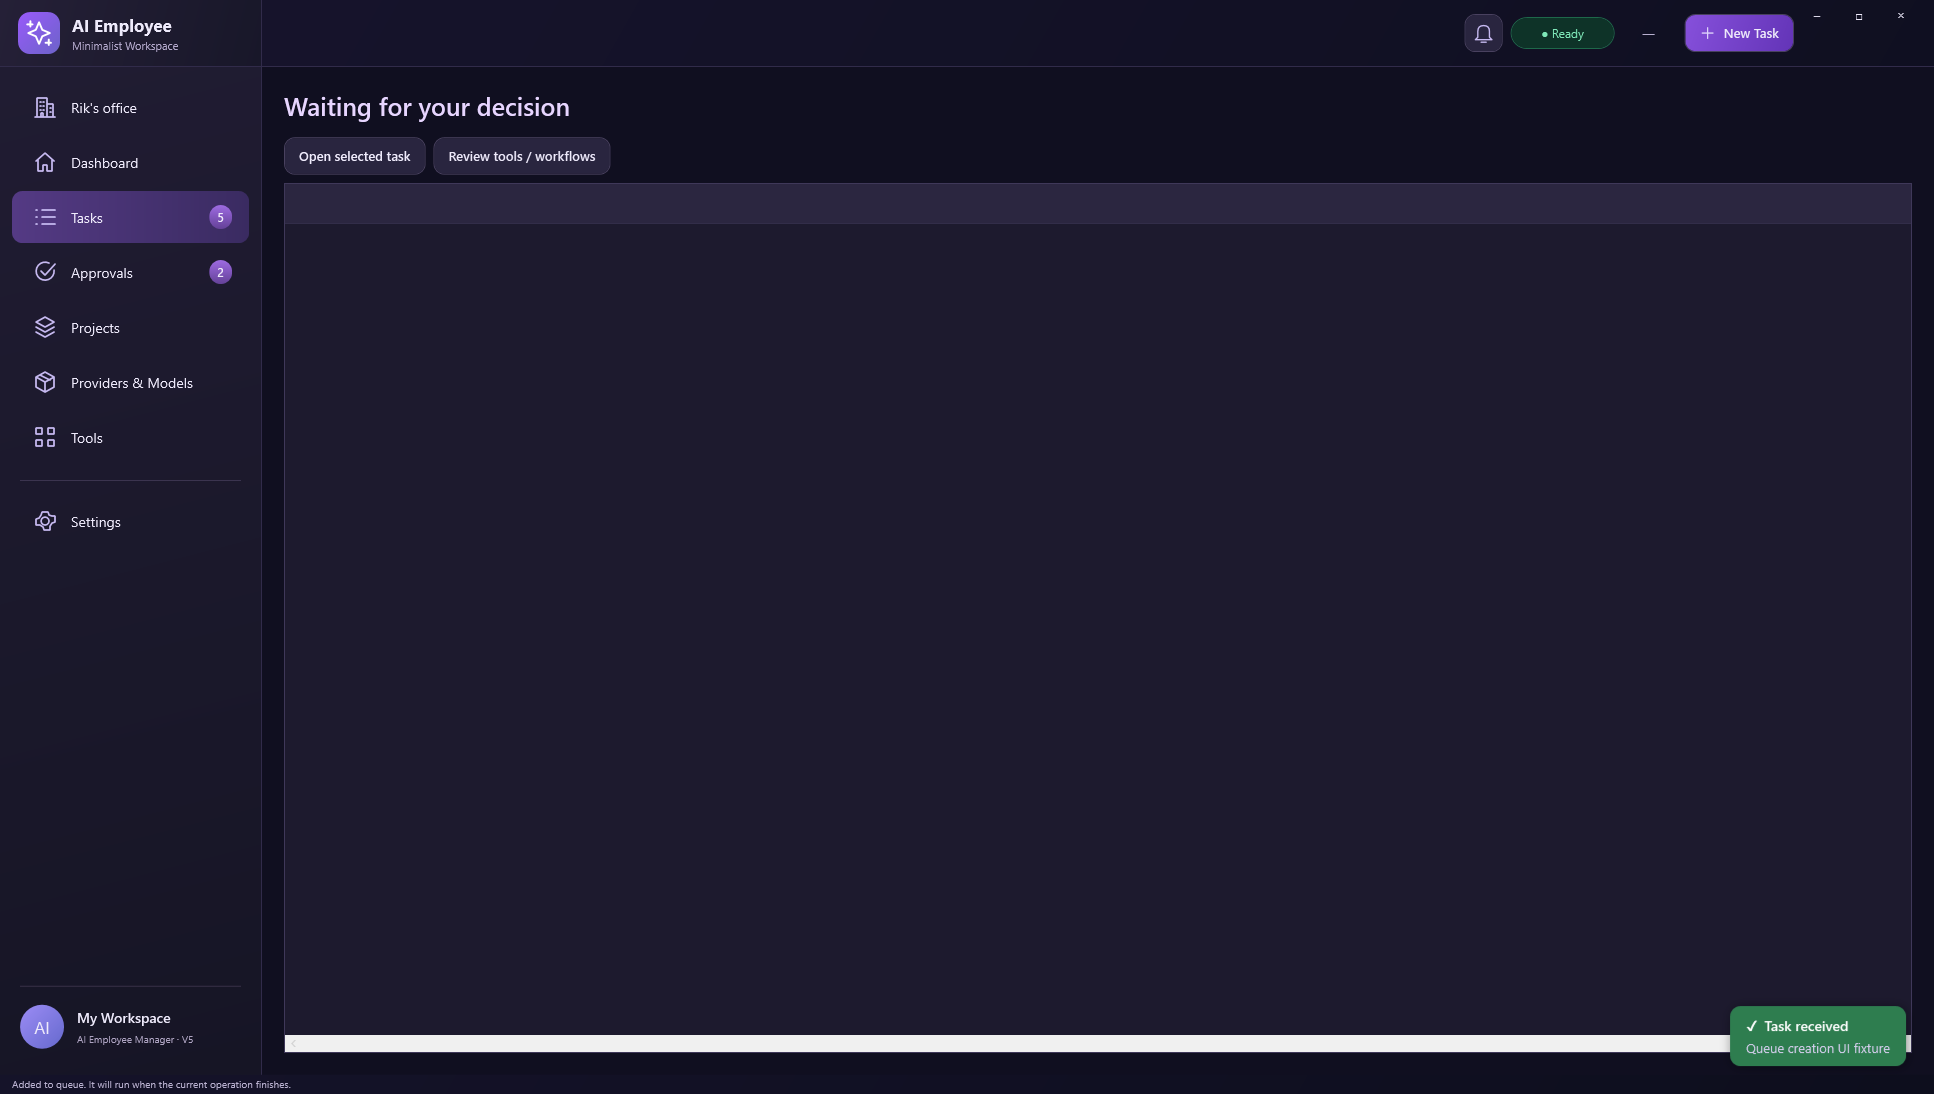 AI Employee
Minimalist Workspace
● Ready
—
New Task
Rik's office
Dashboard
Tasks
5
Approvals
2
Projects
Providers & Models
Tools
Settings
Waiting for your decision
Open selected task
Review tools / workflows
✓ Task received
Queue creation UI fixture
AI
My Workspace
AI Employee Manager · V5
Added to queue. It will run when the current operation finishes.